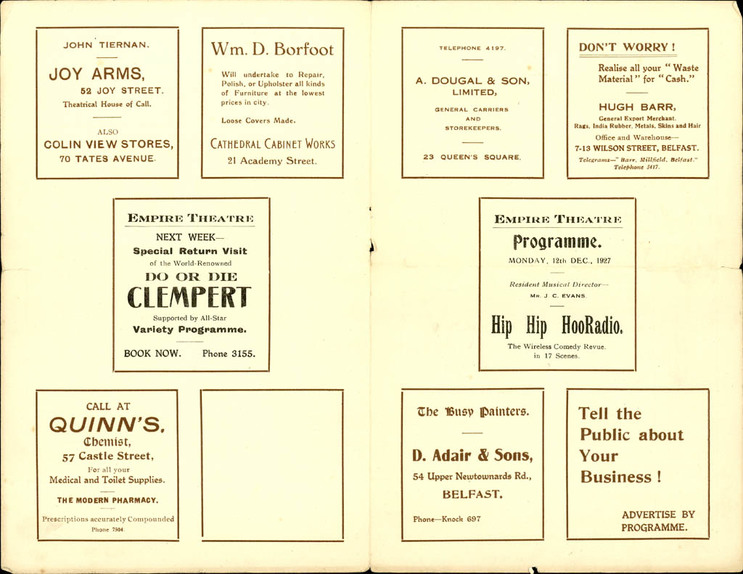 JOHN TIERNAN.
JOY ARMS,
52 JOY STREET.
Theatrical House of Call.
ALSO
COLIN VIEW STORES,
70 TATES AVENUE.
Wm. D. Borfoot
Will undertake to Repair,
Polish, or Upholster all kinds
of Furniture at the lowest
prices in city.
Loose Covers Made.
CATHEDRAL CABINET WORKS
21 Academy Street.
EMPIRE THEATRE
NEXT WEEK—
Special Return Visit
of the World-Renowned
DO OR DIE
CLEMPERT
Supported by All-Star
Variety Programme.
BOOK NOW. Phone 3155.
CALL AT
QUINN'S,
Chemist,
57 Castle Street,
For all your
Medical and Toilet Supplies.
THE MODERN PHARMACY.
Prescriptions accurately Compounded
Phone 7904.
TELEPHONE 4197.
A. DOUGAL & SON,
LIMITED,
GENERAL CARRIERS
AND
STOREKEEPERS.
23 QUEEN'S SQUARE.
DON'T WORRY!
Realise all your "Waste
Material" for "Cash."
HUGH BARR,
General Export Merchant.
Rags, India Rubber, Metals, Skins and Hair
Office and Warehouse—
7-13 WILSON STREET, BELFAST.
Telegrams—" Barr, Millfield, Belfast."
Telephone 5417.
EMPIRE THEATRE
Programme.
MONDAY, 12th DEC., 1927
Resident Musical Director—
MR. J. C. EVANS
Hip Hip HooRadio.
The Wireless Comedy Revue.
in 17 Scenes.
The Busy Painters.
D. Adair & Sons,
54 Upper Newtownards Rd.,
BELFAST.
Phone—Knock 697
Tell the
Public about
Your
Business !
ADVERTISE BY
PROGRAMME.